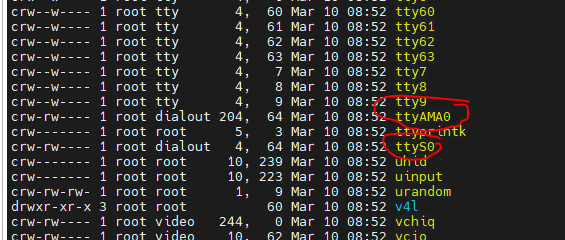 crw--w---- 1 root tty 4, 60 Mar 10 08:52 tty60
crw--w---- 1 root tty 4, 61 Mar 10 08:52 tty61
crw--w---- 1 root tty 4, 62 Mar 10 08:52 tty62
crw--w---- 1 root tty 4, 63 Mar 10 08:52 tty63
crw--w---- 1 root tty 4, 7 Mar 10 08:52 tty7
crw--w---- 1 root tty 4, 8 Mar 10 08:52 tty8
crw--w---- 1 root tty 4, 9 Mar 10 08:52 tty9
crw-rw---- 1 root dialout 204, 64 Mar 10 08:52 ttyAMA0
crw------- 1 root root 5, 3 Mar 10 08:52 ttyprintk
crw-rw---- 1 root dialout 4, 64 Mar 10 08:52 ttyS0
crw------- 1 root root 10, 239 Mar 10 08:52 uhid
crw------- 1 root root 10, 223 Mar 10 08:52 uinput
crw-rw-rw- 1 root root 1, 9 Mar 10 08:52 urandom
drwxr-xr-x 3 root root 60 Mar 10 08:52 v4l
crw-rw---- 1 root video 244, 0 Mar 10 08:52 vchiq
crw-rw---- 1 root video 10, 62 Mar 10 08:52 vcio